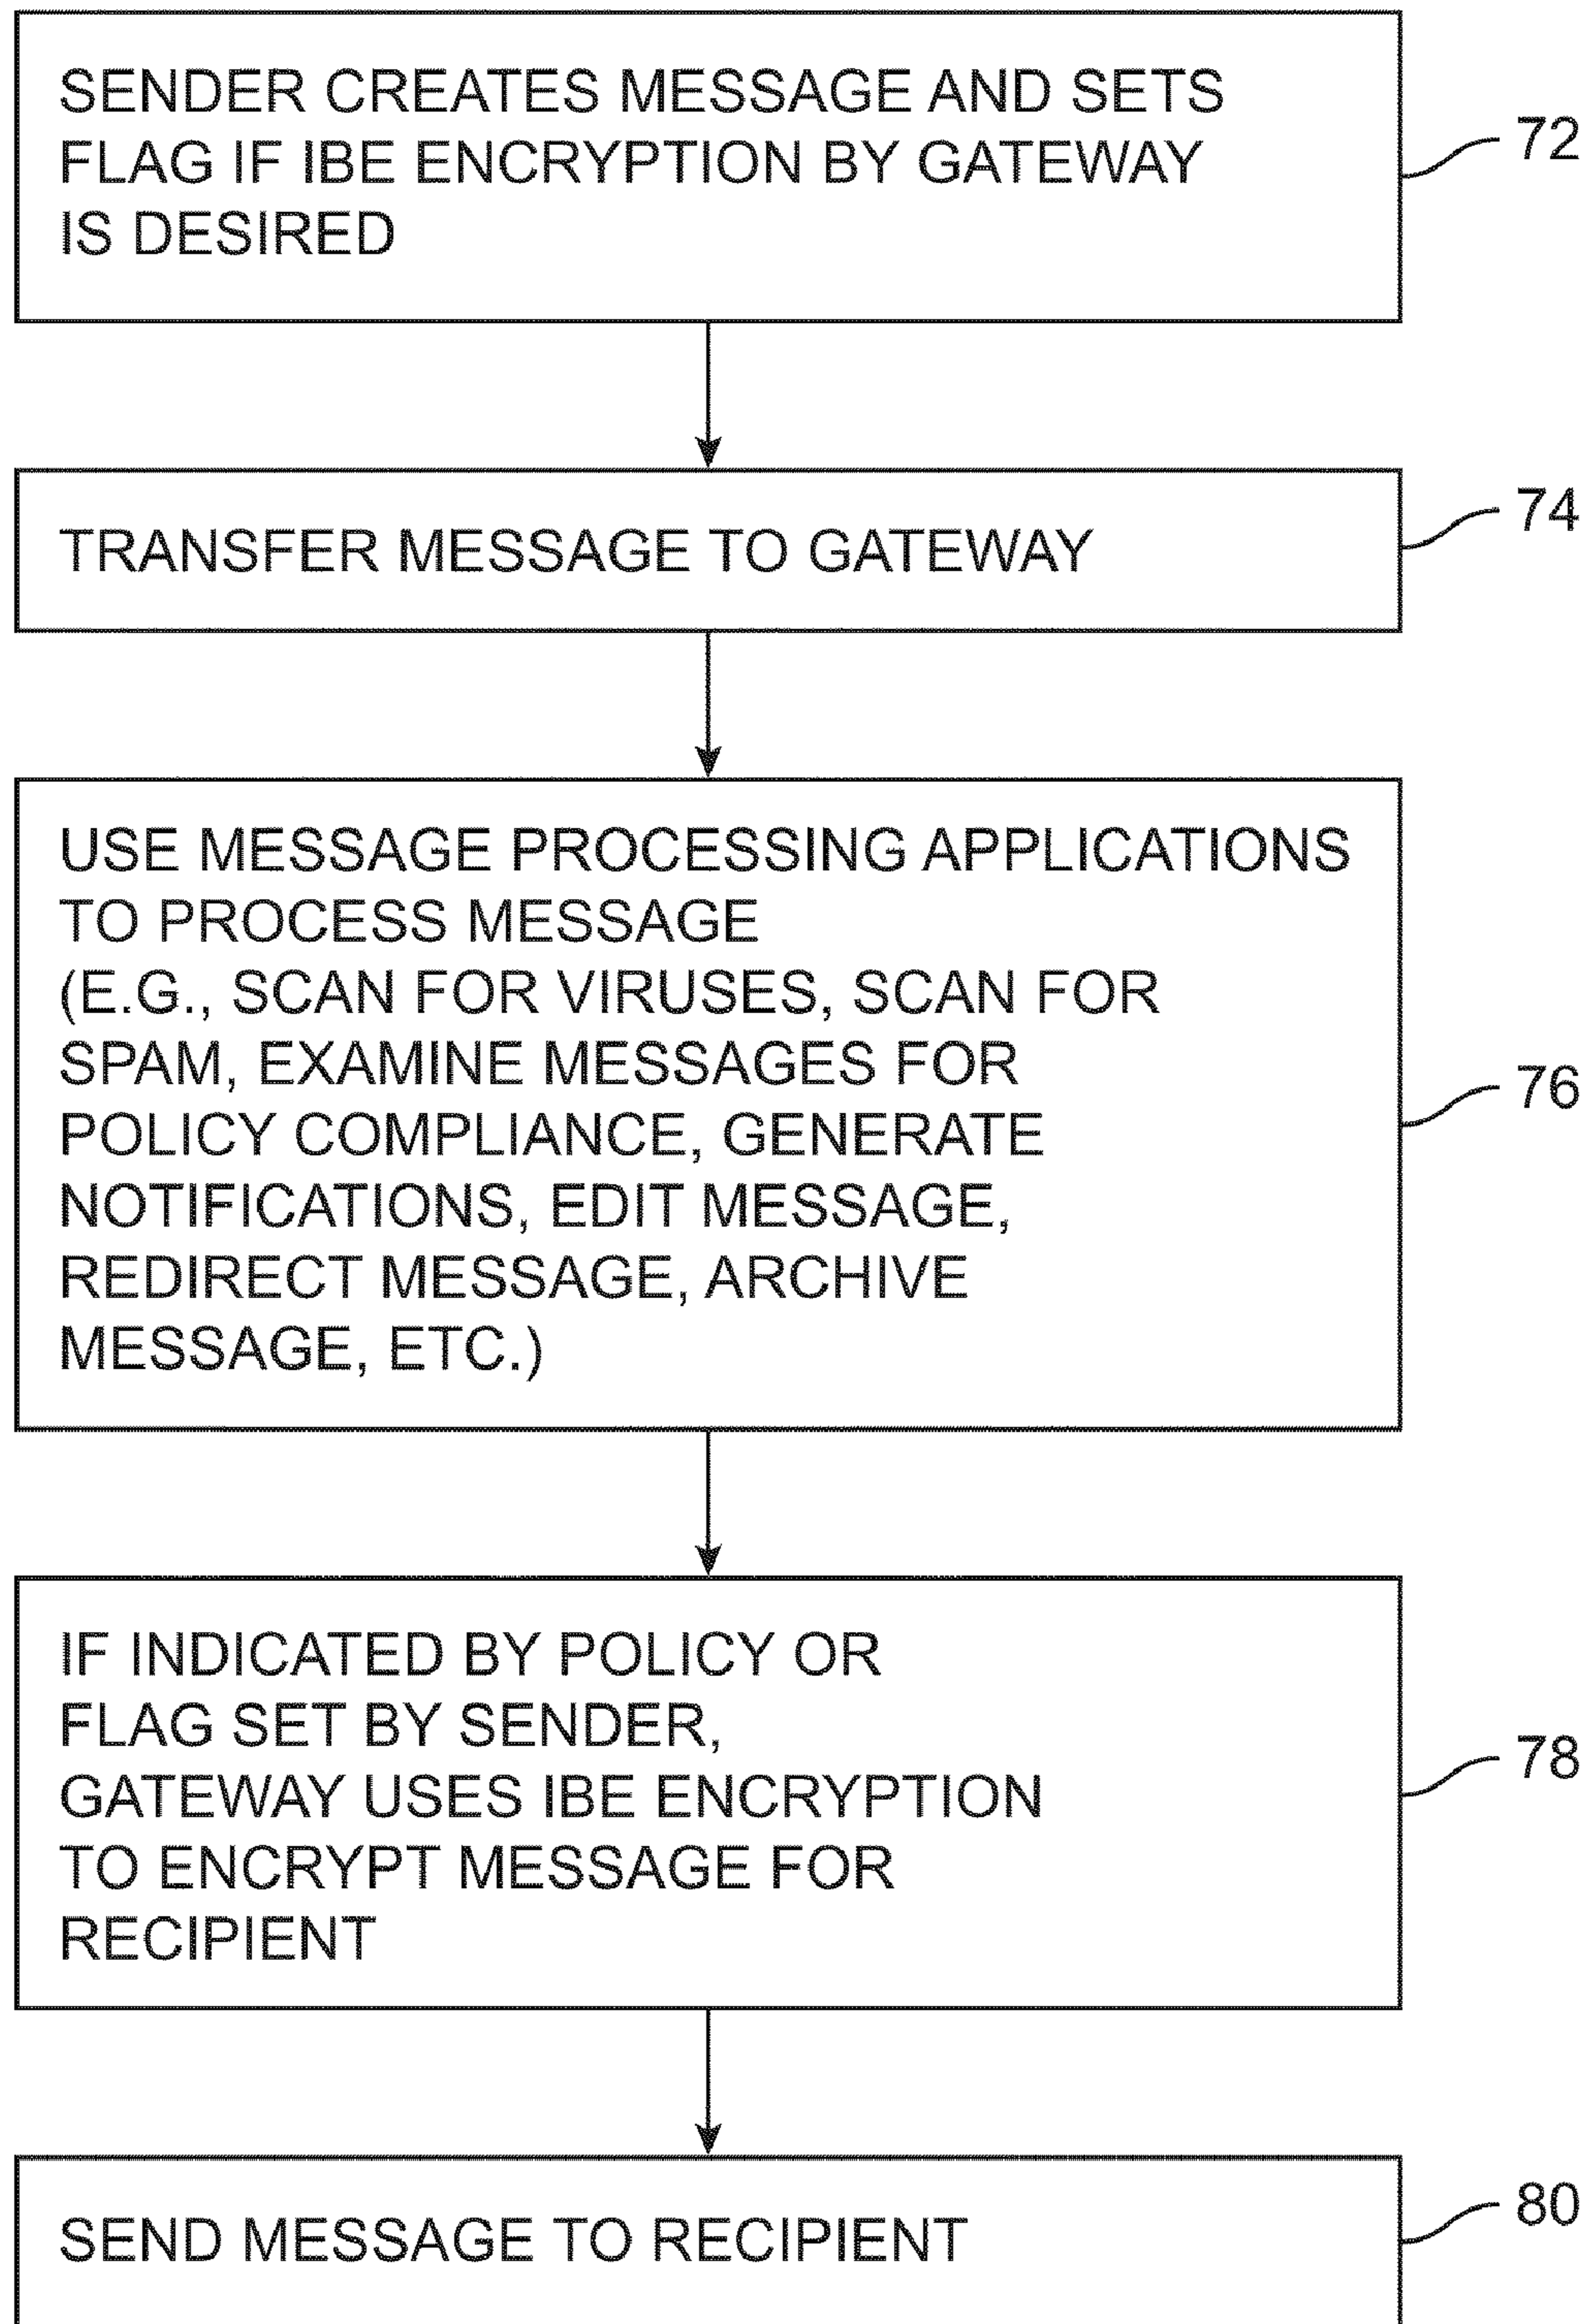 SENDER CREATES MESSAGE AND SETS
FLAG IF IBE ENCRYPTION BY GATEWAY
IS DESIRED
72
TRANSFER MESSAGE TO GATEWAY
74
USE MESSAGE PROCESSING APPLICATIONS
TO PROCESS MESSAGE
(E.G., SCAN FOR VIRUSES, SCAN FOR
SPAM, EXAMINE MESSAGES FOR
POLICY COMPLIANCE, GENERATE
NOTIFICATIONS, EDIT MESSAGE,
REDIRECT MESSAGE, ARCHIVE
MESSAGE, ETC.)
76
IF INDICATED BY POLICY OR
FLAG SET BY SENDER,
GATEWAY USES IBE ENCRYPTION
TO ENCRYPT MESSAGE FOR
RECIPIENT
78
SEND MESSAGE TO RECIPIENT
80